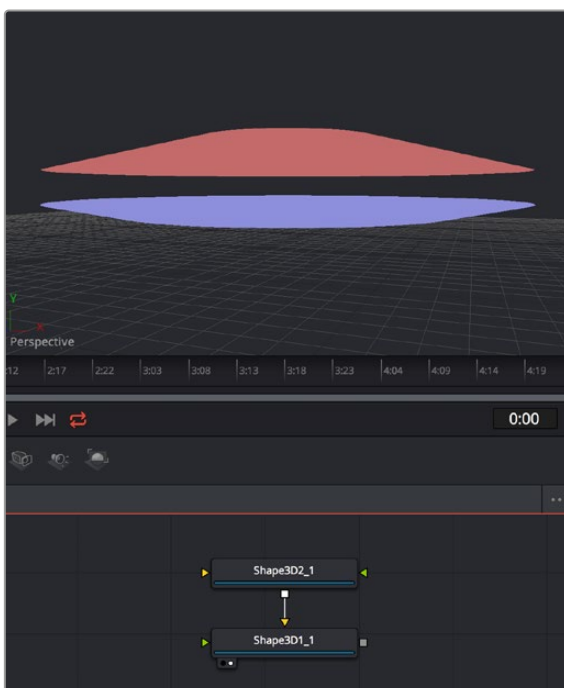 Y
x
Perspective
:12 2:17 2:22 3:03 3:08 3:13 3:18 3:23 4:04 4:09 4:14 4:19
0:00
Shape3D2_1
Shape3D1_1